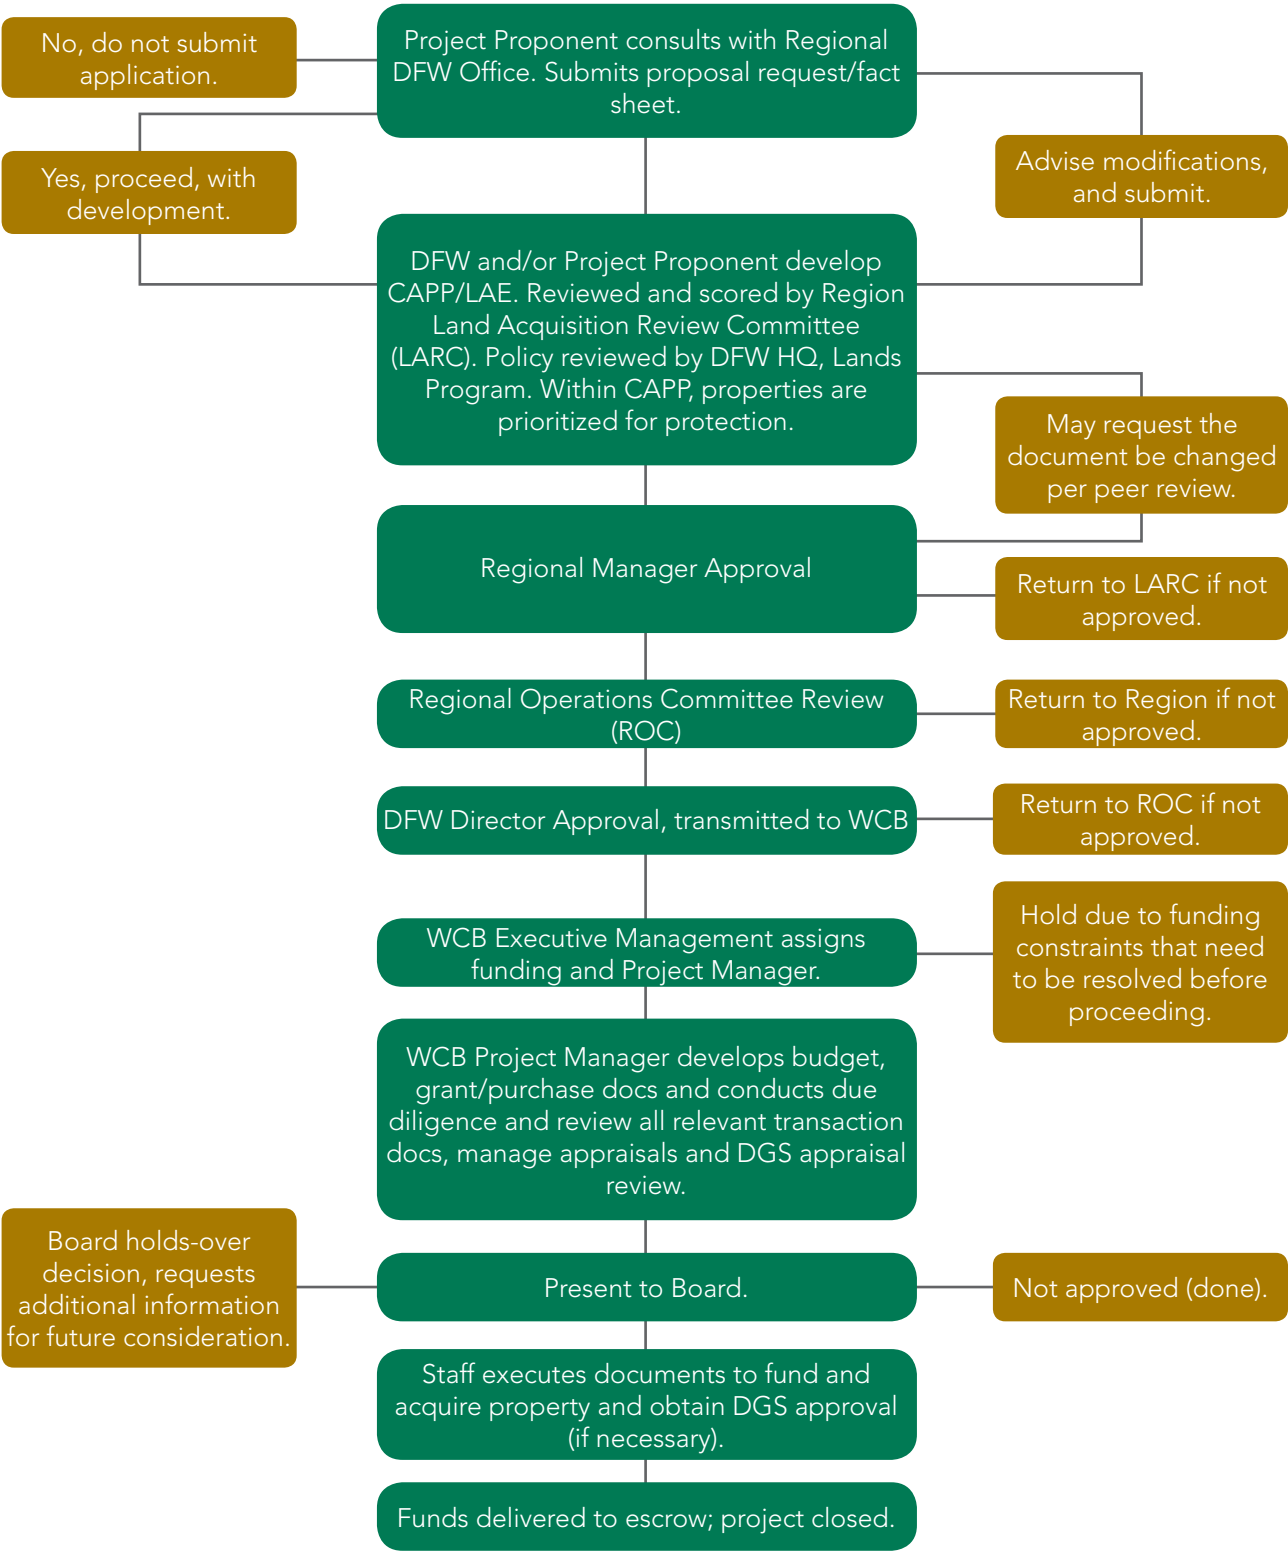 No, do not submit
application.
Project Proponent consults with Regional
DFW Office. Submits proposal request/fact
sheet.
Yes, proceed, with
development.
Advise modifications,
and submit.
DFW and/or Project Proponent develop
CAPP/LAE. Reviewed and scored by Region
Land Acquisition Review Committee
(LARC). Policy reviewed by DFW HQ, Lands
Program. Within CAPP, properties are
prioritized for protection.
May request the
document be changed
per peer review.
Regional Manager Approval
Return to LARC if not
approved.
Regional Operations Committee Review
(ROC)
Return to Region if not
approved.
DFW Director Approval, transmitted to WCB
Return to ROC if not
approved.
WCB Executive Management assigns
funding and Project Manager.
Hold due to funding
constraints that need
to be resolved before
proceeding.
WCB Project Manager develops budget,
grant/purchase docs and conducts due
diligence and review all relevant transaction
docs, manage appraisals and DGS appraisal
review.
Board holds-over
decision, requests
additional information
for future consideration.
Present to Board.
Not approved (done).
Staff executes documents to fund and
acquire property and obtain DGS approval
(if necessary).
Funds delivered to escrow; project closed.